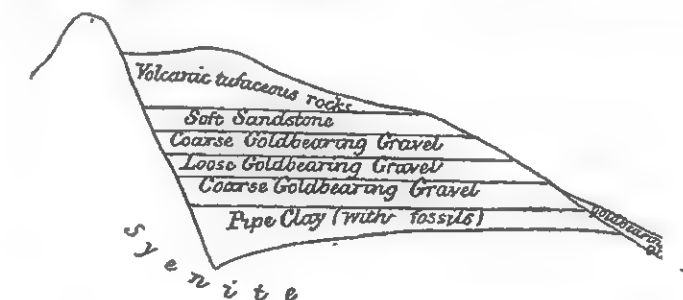 Volcanic tufaceous rocks
Soft Sandstone
Coarse Goldbearing Gravel
Loose Goldbearing Gravel
Coarse Goldbearing Gravel
Pipe Clay (with fossils)
Goldbearin
Syenite